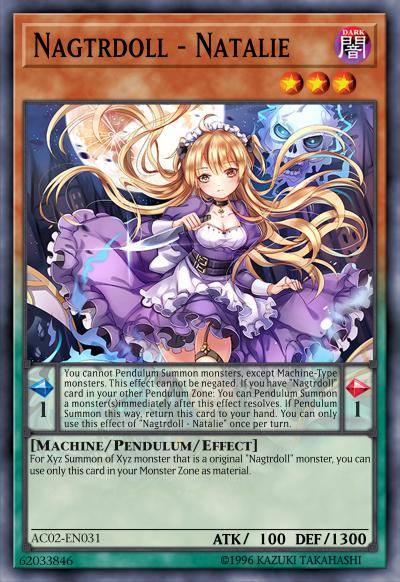 Nagtrdoll - Natalie
DARK
闇
You cannot Pendulum Summon monsters, except Machine-Type
monsters. This effect cannot be negated. If you have "Nagtrdoll"
card in your other Pendulum Zone: You can Pendulum Summon
a monster(s)immediately after this effect resolves. If Pendulum
Summon this way, return this card to your hand. You can only
use this effect of "Nagtrdoll - Natalie" once per turn.
1
1
[Machine/Pendulum/Effect]
For Xyz Summon of Xyz monster that is a original "Nagtrdoll" monster, you can
use only this card in your Monster Zone as material.
AC02-EN031
ATK/ 100 DEF/1300
62033846
©1996 KAZUKI TAKAHASHI